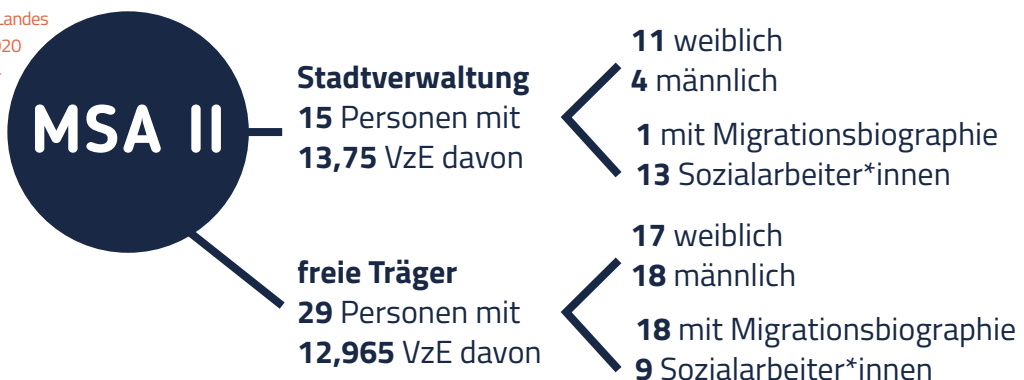 Landes
020
MSA II
Stadtverwaltung
15 Personen mit
13,75 VzE davon
11 weiblich
4 männlich
1 mit Migrationsbiographie
13 Sozialarbeiter*innen
freie Träger
29 Personen mit
12,965 VzE davon
17 weiblich
18 männlich
18 mit Migrationsbiographie
9 Sozialarbeiter*innen